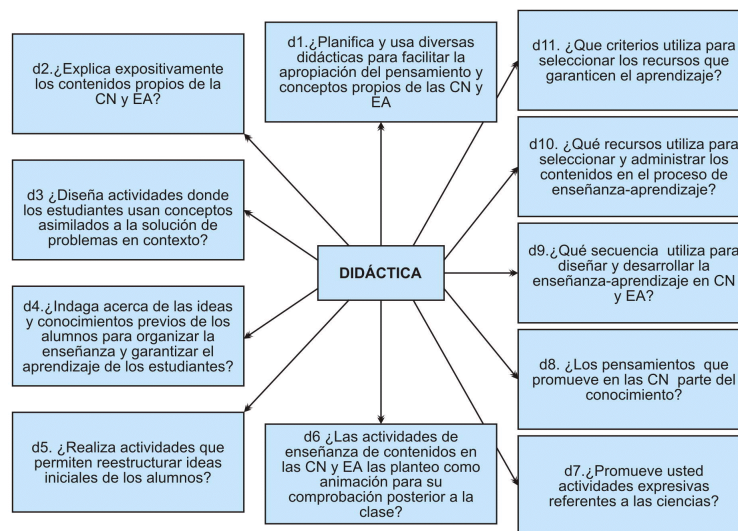 d1.¿Planifica y usa diversas
didácticas para facilitar la
apropiación del pensamiento y
conceptos propios de las CN y
EA
d2.¿Explica expositivamente
los contenidos propios de la
CN y EA?
d3 ¿Diseña actividades donde
los estudiantes usan conceptos
asimilados a la solución de
problemas en contexto?
d4.¿Indaga acerca de las ideas
y conocimientos previos de los
alumnos para organizar la
enseñanza y garantizar el
aprendizaje de los estudiantes?
d5. ¿Realiza actividades que
permiten reestructurar ideas
iniciales de los alumnos?
DIDÁCTICA
d6 ¿Las actividades de
enseñanza de contenidos en
las CN y EA las planteo como
animación para su
comprobación posterior a la
clase?
d11. ¿Que criterios utiliza para
seleccionar los recursos que
garanticen el aprendizaje?
d10. ¿Qué recursos utiliza para
seleccionar y administrar los
contenidos en el proceso de
enseñanza-aprendizaje?
d9.¿Qué secuencia utiliza para
diseñar y desarrollar la
enseñanza-aprendizaje en CN
y EA?
d8. ¿Los pensamientos que
promueve en las CN parte del
conocimiento?
d7.¿Promueve usted
actividades expresivas
referentes a las ciencias?